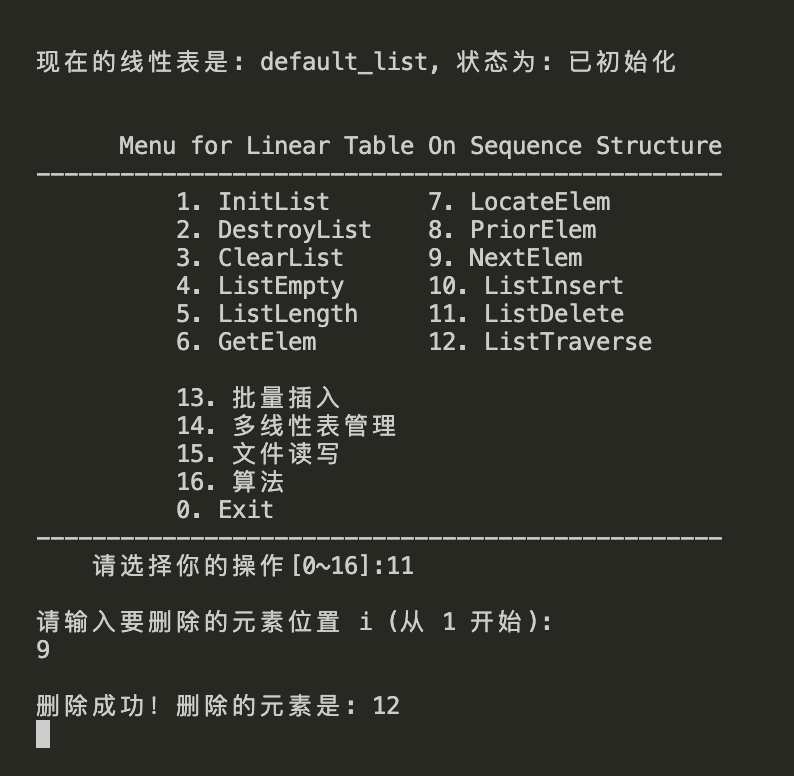 现在的线性表是: default_list, 状态为: 已初始化
Menu for Linear Table On Sequence Structure
-------------------------------------------------
1. InitList 7. LocateElem
2. DestroyList 8. PriorElem
3. ClearList 9. NextElem
4. ListEmpty 10. ListInsert
5. ListLength 11. ListDelete
6. GetElem 12. ListTraverse
13. 批量插入
14. 多线性表管理
15. 文件读写
16. 算法
0. Exit
-------------------------------------------------
请选择你的操作[0~16]:11
请输入要删除的元素位置 i (从 1 开始):
9
删除成功! 删除的元素是: 12